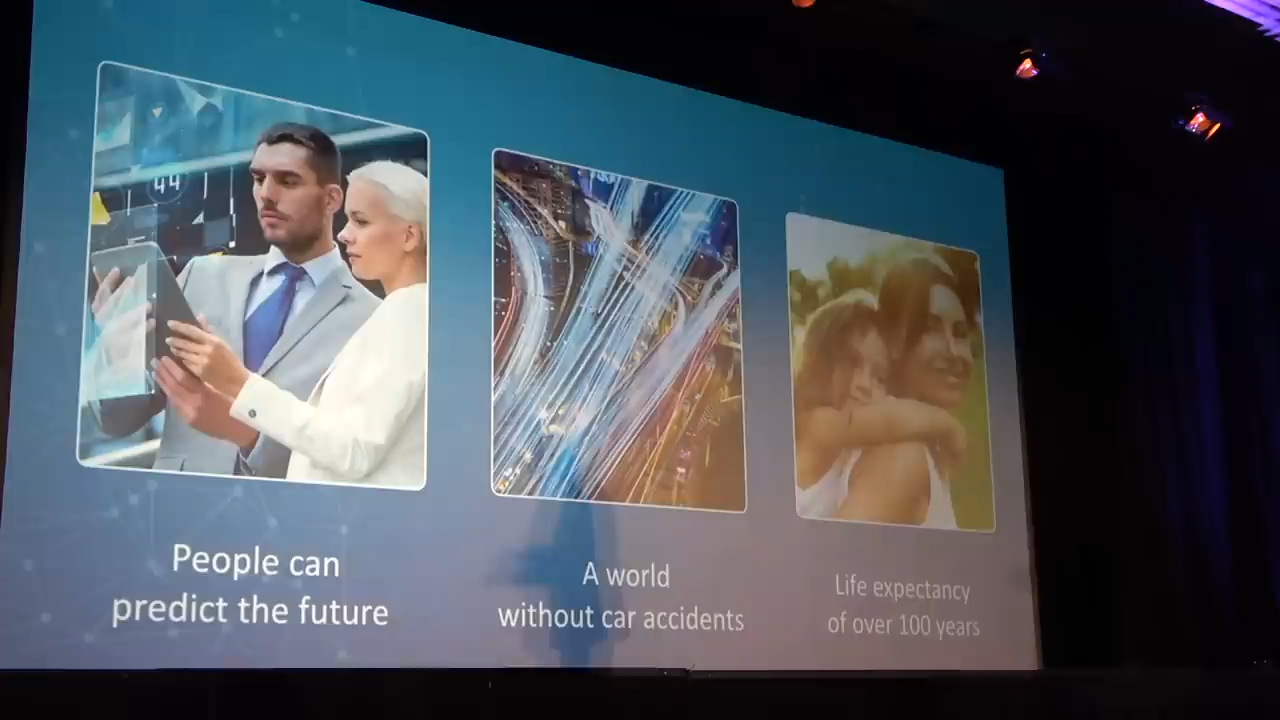 44
People can
predict the future
A world
without car accidents
Life expectancy
of over 100 years